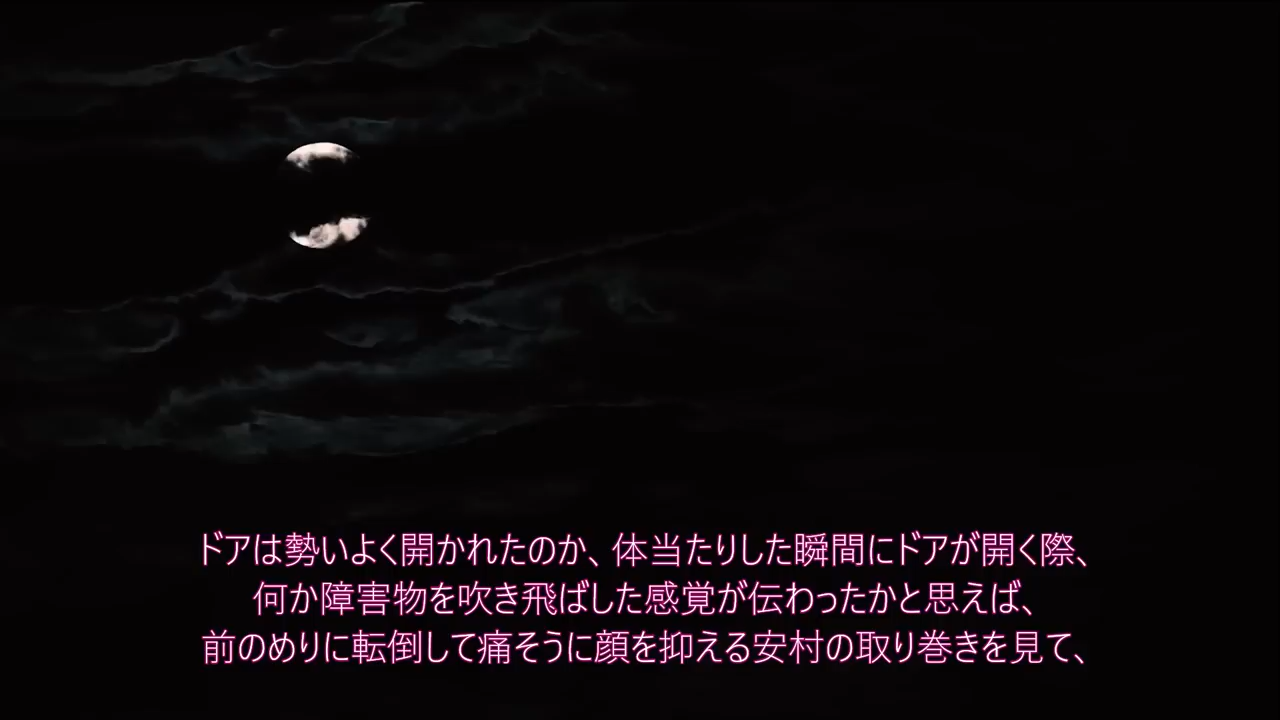 ドアは勢いよく開かれたのか、体当たりした瞬間にドアが開く際、
何か障害物を吹き飛ばした感覚が伝わったかと思えば、
前のめりに転倒して痛そうに顔を抑える安村の取り巻きを見て、